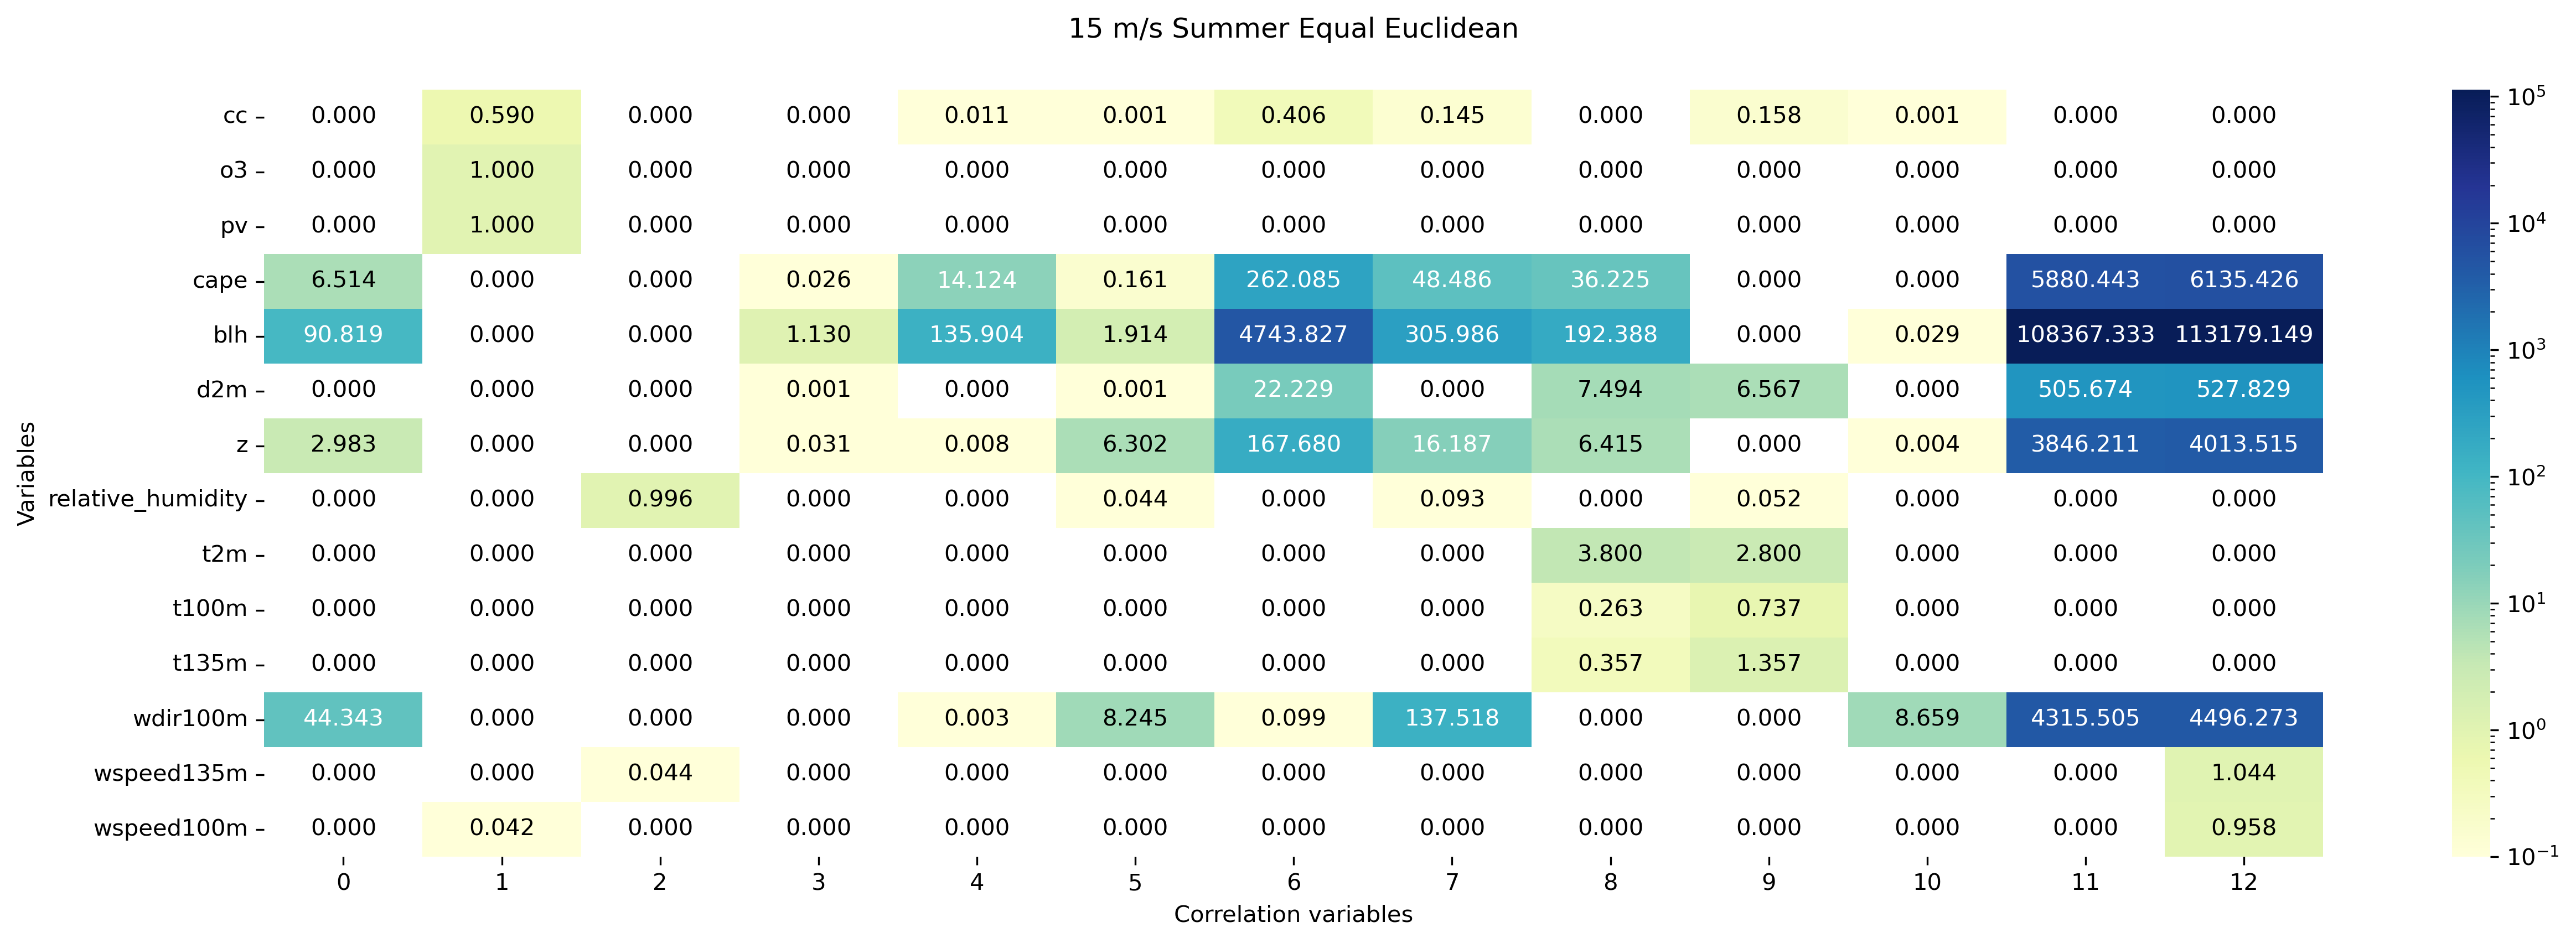 15 m/s Summer Equal Euclidean
cc 0.000 0.590 0.000 0.000 0.011 0.001 0.406 0.145 0.000 0.158 0.001 0.000 0.000
o3 0.000 1.000 0.000 0.000 0.000 0.000 0.000 0.000 0.000 0.000 0.000 0.000 0.000
pv 0.000 1.000 0.000 0.000 0.000 0.000 0.000 0.000 0.000 0.000 0.000 0.000 0.000
cape 6.514 0.000 0.000 0.026 14.124 0.161 262.085 48.486 36.225 0.000 0.000 5880.443 6135.426
blh 90.819 0.000 0.000 1.130 135.904 1.914 4743.827 305.986 192.388 0.000 0.029 108367.333 113179.149
d2m 0.000 0.000 0.000 0.001 0.000 0.001 22.229 0.000 7.494 6.567 0.000 505.674 527.829
z 2.983 0.000 0.000 0.031 0.008 6.302 167.680 16.187 6.415 0.000 0.004 3846.211 4013.515
relative_humidity 0.000 0.000 0.996 0.000 0.000 0.044 0.000 0.093 0.000 0.052 0.000 0.000 0.000
t2m 0.000 0.000 0.000 0.000 0.000 0.000 0.000 0.000 3.800 2.800 0.000 0.000 0.000
t100m 0.000 0.000 0.000 0.000 0.000 0.000 0.000 0.000 0.263 0.737 0.000 0.000 0.000
t135m 0.000 0.000 0.000 0.000 0.000 0.000 0.000 0.000 0.357 1.357 0.000 0.000 0.000
wdir100m 44.343 0.000 0.000 0.000 0.003 8.245 0.099 137.518 0.000 0.000 8.659 4315.505 4496.273
wspeed135m 0.000 0.000 0.044 0.000 0.000 0.000 0.000 0.000 0.000 0.000 0.000 0.000 1.044
wspeed100m 0.000 0.042 0.000 0.000 0.000 0.000 0.000 0.000 0.000 0.000 0.000 0.000 0.958
0 1 2 3 4 5 6 7 8 9 10 11 12
Correlation variables
Variables
10⁵
10⁴
10³
10²
10¹
10⁰
10⁻¹